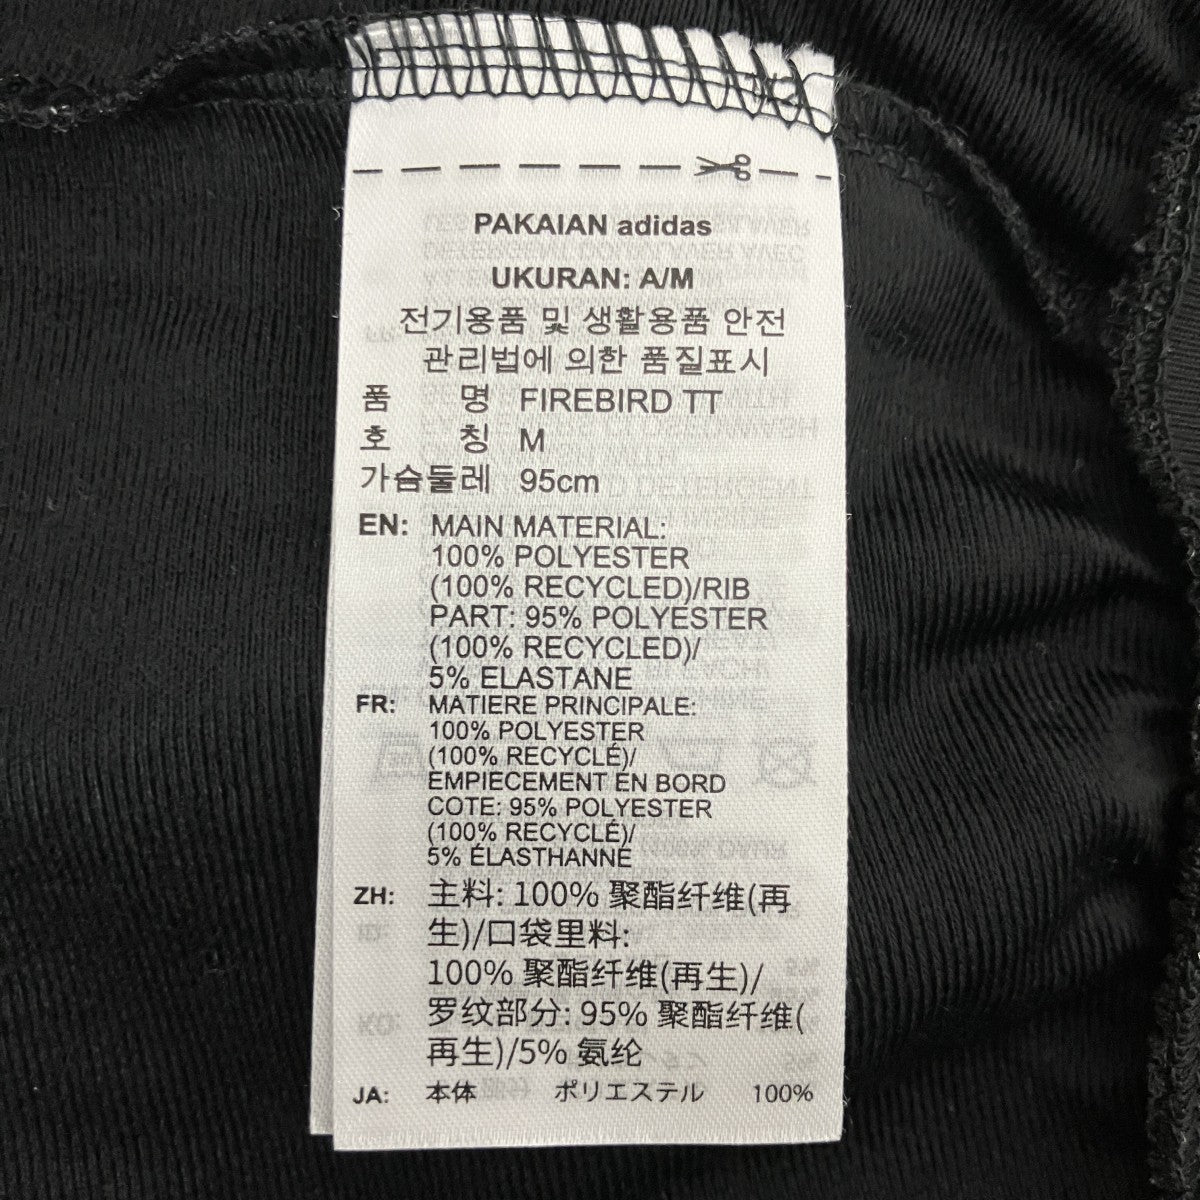 PAKAIAN adidas
UKURAN: A/M
전기용품 및 생활용품 안전
관리법에 의한 품질표시
품 명 FIREBIRD TT
호 칭 M
가슴둘레 95cm
EN: MAIN MATERIAL:
100% POLYESTER
(100% RECYCLED)/RIB
PART: 95% POLYESTER
(100% RECYCLED)/
5% ELASTANE
FR: MATIERE PRINCIPALE:
100% POLYESTER
(100% RECYCLÉ)/
EMPIECEMENT EN BORD
COTE: 95% POLYESTER
(100% RECYCLÉ)/
5% ÉLASTHANNE
ZH: 主料: 100% 聚酯纤维(再
生)/口袋里料:
100% 聚酯纤维(再生)/
罗纹部分: 95% 聚酯纤维(
再生)/5% 氨纶
JA: 本体 ポリエステル 100%